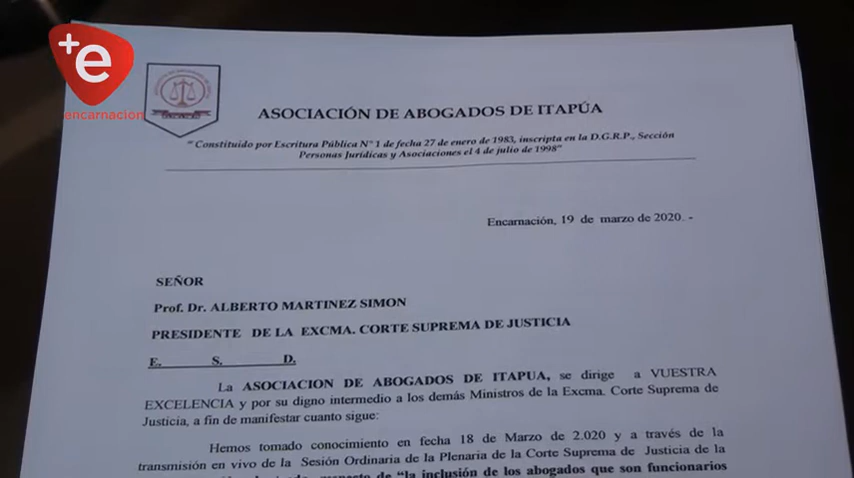 +e
encarnación
ASOCIACIÓN DE ABOGADOS DE ITAPÚA
"Constituido por Escritura Pública N° 1 de fecha 27 de enero de 1983, inscripta en la D.G.R.P., Sección
Personas Jurídicas y Asociaciones el 4 de julio de 1998"
Encarnación, 19 de marzo de 2020. -
SEÑOR
Prof. Dr. ALBERTO MARTINEZ SIMON
PRESIDENTE DE LA EXCMA. CORTE SUPREMA DE JUSTICIA
E. S. D.
La ASOCIACION DE ABOGADOS DE ITAPUA, se dirige a VUESTRA
EXCELENCIA y por su digno intermedio a los demás Ministros de la Excma. Corte Suprema de
Justicia, a fin de manifestar cuanto sigue:
Hemos tomado conocimiento en fecha 18 de Marzo de 2.020 y a través de la
transmisión en vivo de la Sesión Ordinaria de la Plenaria de la Corte Suprema de Justicia de la
respecto de "la inclusión de los abogados que son funcionarios